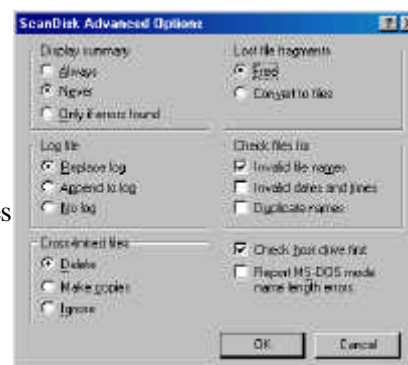 ScanDisk Advanced Options
Display summary
Always
Never
Only if errors found
Lost file fragments
Free
Convert to files
Log file
Replace log
Append to log
No log
Check files for
Invalid file names
Invalid dates and times
Duplicate names
es
Cross-linked files
Delete
Make copies
Ignore
Check host drive first
Report MS-DOS mode
name length errors
OK
Cancel